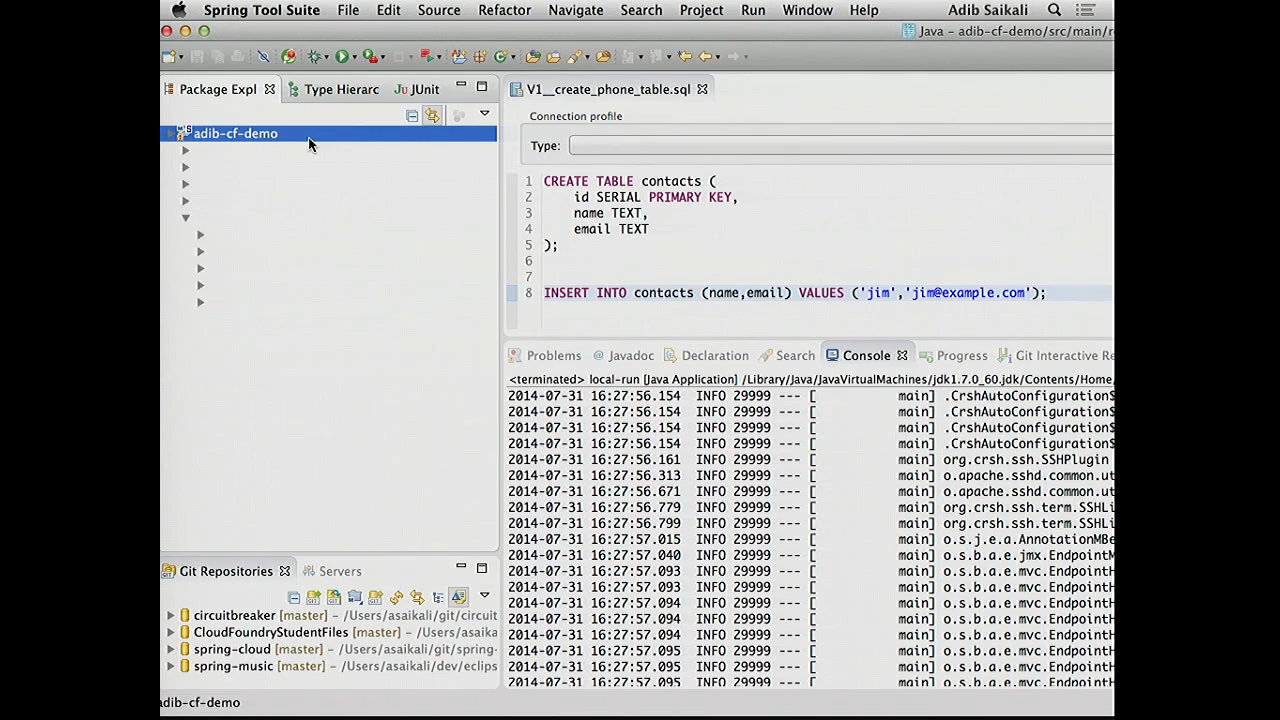 Spring Tool Suite File Edit Source Refactor Navigate Search Project Run Window Help Adib Saikali
Java – adib-cf-demo/src/main/r
Package Expl Type Hierarc JUnit
adib-cf-demo
V1__create_phone_table.sql
Connection profile
Type:
1 CREATE TABLE contacts (
2 id SERIAL PRIMARY KEY,
3 name TEXT,
4 email TEXT
5 );
6
7
8 INSERT INTO contacts (name,email) VALUES ('jim','jim@example.com');
Problems @ Javadoc Declaration Search Console Progress Git Interactive Re
<terminated> local-run [Java Application] /Library/Java/JavaVirtualMachines/jdk1.7.0_60.jdk/Contents/Home/
2014-07-31 16:27:56.154 INFO 29999 --- [ main] .CrshAutoConfiguration$
2014-07-31 16:27:56.154 INFO 29999 --- [ main] .CrshAutoConfiguration$
2014-07-31 16:27:56.154 INFO 29999 --- [ main] .CrshAutoConfiguration$
2014-07-31 16:27:56.154 INFO 29999 --- [ main] .CrshAutoConfiguration$
2014-07-31 16:27:56.161 INFO 29999 --- [ main] org.crsh.ssh.SSHPlugin
2014-07-31 16:27:56.313 INFO 29999 --- [ main] o.apache.sshd.common.ut
2014-07-31 16:27:56.671 INFO 29999 --- [ main] o.apache.sshd.common.ut
2014-07-31 16:27:56.779 INFO 29999 --- [ main] org.crsh.ssh.term.SSHLi
2014-07-31 16:27:56.799 INFO 29999 --- [ main] org.crsh.ssh.term.SSHLi
2014-07-31 16:27:57.015 INFO 29999 --- [ main] o.s.j.e.a.AnnotationMBe
2014-07-31 16:27:57.040 INFO 29999 --- [ main] o.s.b.a.e.jmx.EndpointM
2014-07-31 16:27:57.093 INFO 29999 --- [ main] o.s.b.a.e.mvc.EndpointH
2014-07-31 16:27:57.093 INFO 29999 --- [ main] o.s.b.a.e.mvc.EndpointH
2014-07-31 16:27:57.094 INFO 29999 --- [ main] o.s.b.a.e.mvc.EndpointH
2014-07-31 16:27:57.094 INFO 29999 --- [ main] o.s.b.a.e.mvc.EndpointH
2014-07-31 16:27:57.094 INFO 29999 --- [ main] o.s.b.a.e.mvc.EndpointH
2014-07-31 16:27:57.095 INFO 29999 --- [ main] o.s.b.a.e.mvc.EndpointH
2014-07-31 16:27:57.095 INFO 29999 --- [ main] o.s.b.a.e.mvc.EndpointH
2014-07-31 16:27:57.095 INFO 29999 --- [ main] o.s.b.a.e.mvc.EndpointH
Git Repositories Servers
circuitbreaker [master] – /Users/asaikali/git/circuit
CloudFoundryStudentFiles [master] – /Users/asaika
spring-cloud [master] – /Users/asaikali/git/spring-
spring-music [master] – /Users/asaikali/dev/eclips
adib-cf-demo